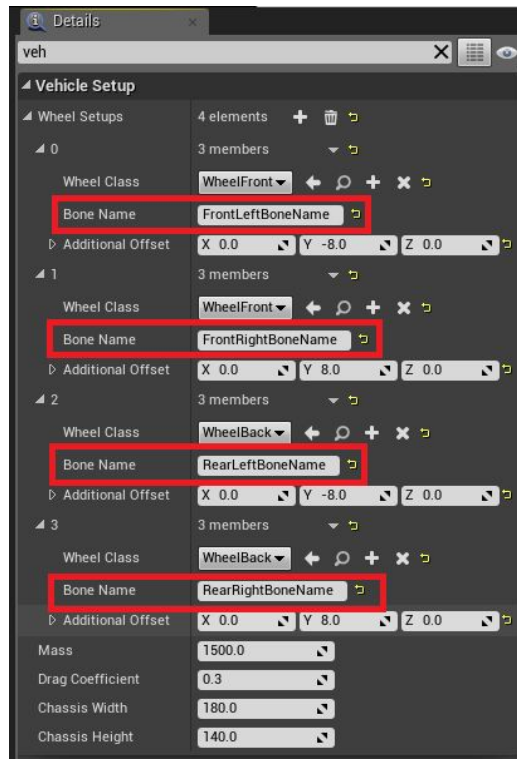 Details
veh
Vehicle Setup
Wheel Setups 4 elements
0 3 members
Wheel Class WheelFront
Bone Name FrontLeftBoneName
Additional Offset X 0.0 Y -8.0 Z 0.0
1 3 members
Wheel Class WheelFront
Bone Name FrontRightBoneName
Additional Offset X 0.0 Y 8.0 Z 0.0
2 3 members
Wheel Class WheelBack
Bone Name RearLeftBoneName
Additional Offset X 0.0 Y -8.0 Z 0.0
3 3 members
Wheel Class WheelBack
Bone Name RearRightBoneName
Additional Offset X 0.0 Y 8.0 Z 0.0
Mass 1500.0
Drag Coefficient 0.3
Chassis Width 180.0
Chassis Height 140.0